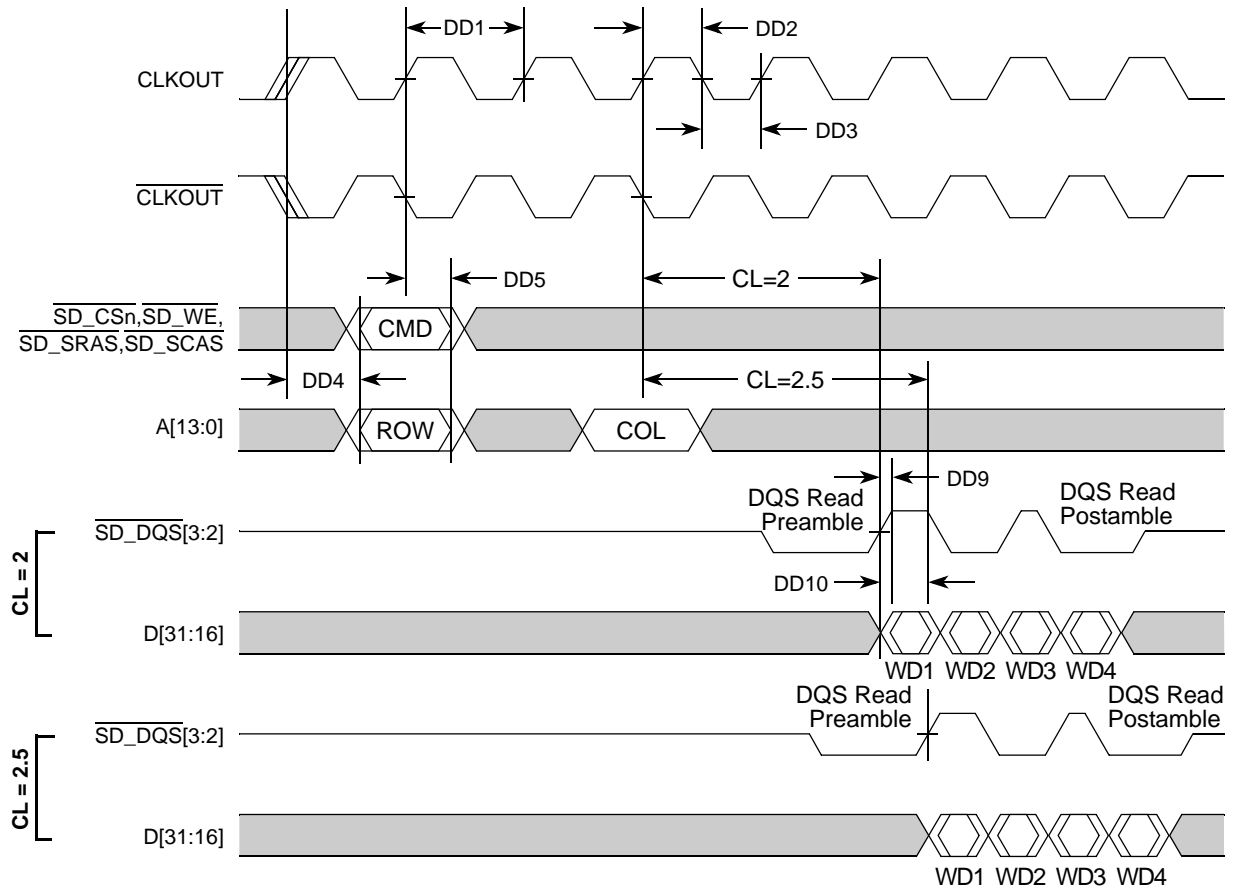 DD1
DD2
CLKOUT
DD3
CLKOUT
DD5
CL=2
SD_CSn,SD_WE,
SD_SRAS,SD_SCAS
CMD
DD4
CL=2.5
A[13:0]
ROW
COL
DD9
DQS Read
Preamble
DQS Read
Postamble
SD_DQS[3:2]
CL = 2
DD10
D[31:16]
WD1 WD2 WD3 WD4
DQS Read
Preamble
DQS Read
Postamble
SD_DQS[3:2]
CL = 2.5
D[31:16]
WD1 WD2 WD3 WD4